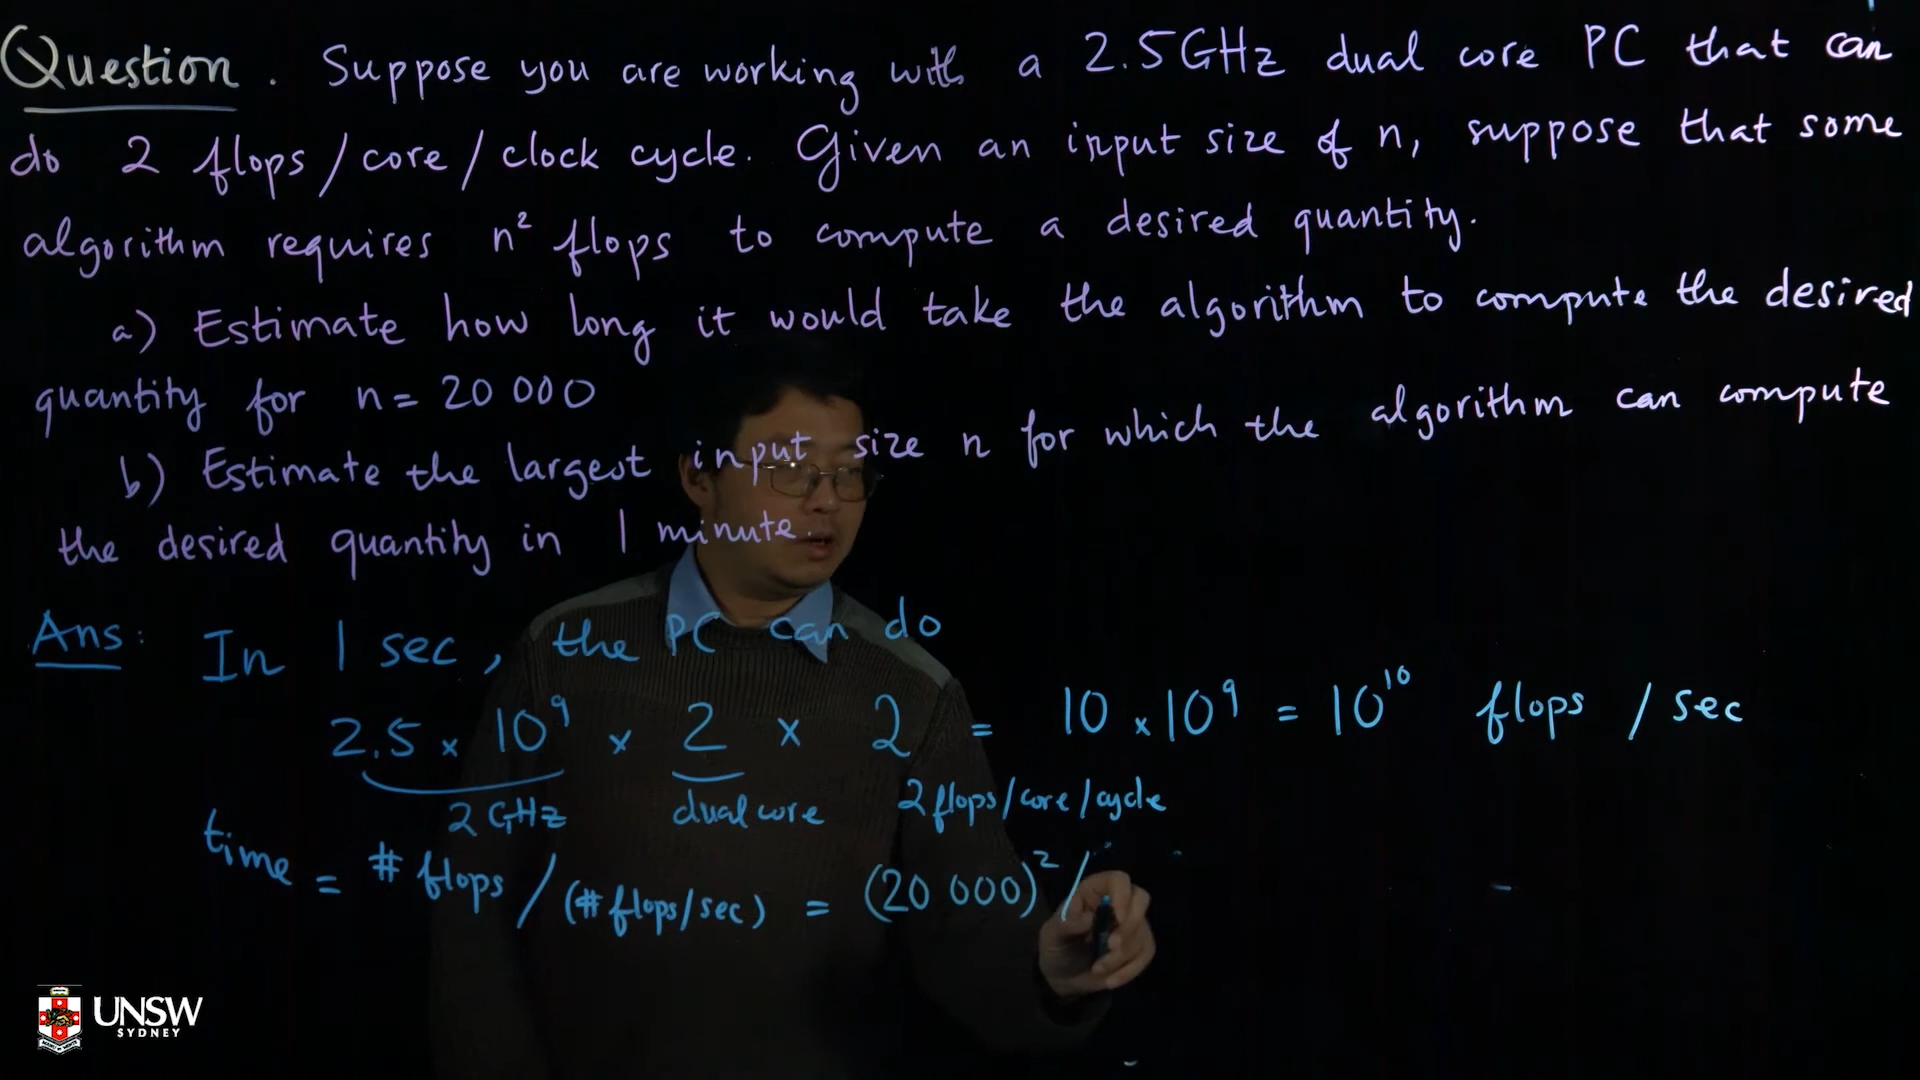 Question. Suppose you are working with a 2.5GHz dual core PC that can
do 2 flops/core/clock cycle. Given an input size of n, suppose that some
algorithm requires n² flops to compute a desired quantity.
a) Estimate how long it would take the algorithm to compute the desired
quantity for n= 20 000
b) Estimate the largest input size n for which the algorithm can compute
the desired quantity in 1 minute.
Ans: In 1 sec, the PC can do
2.5 × 10⁹ × 2 × 2 = 10 × 10⁹ = 10¹⁰ flops / sec
2 GHz dual core 2 flops/core/cycle
time = # flops / (# flops/sec) = (20 000)² /
UNSW
SYDNEY